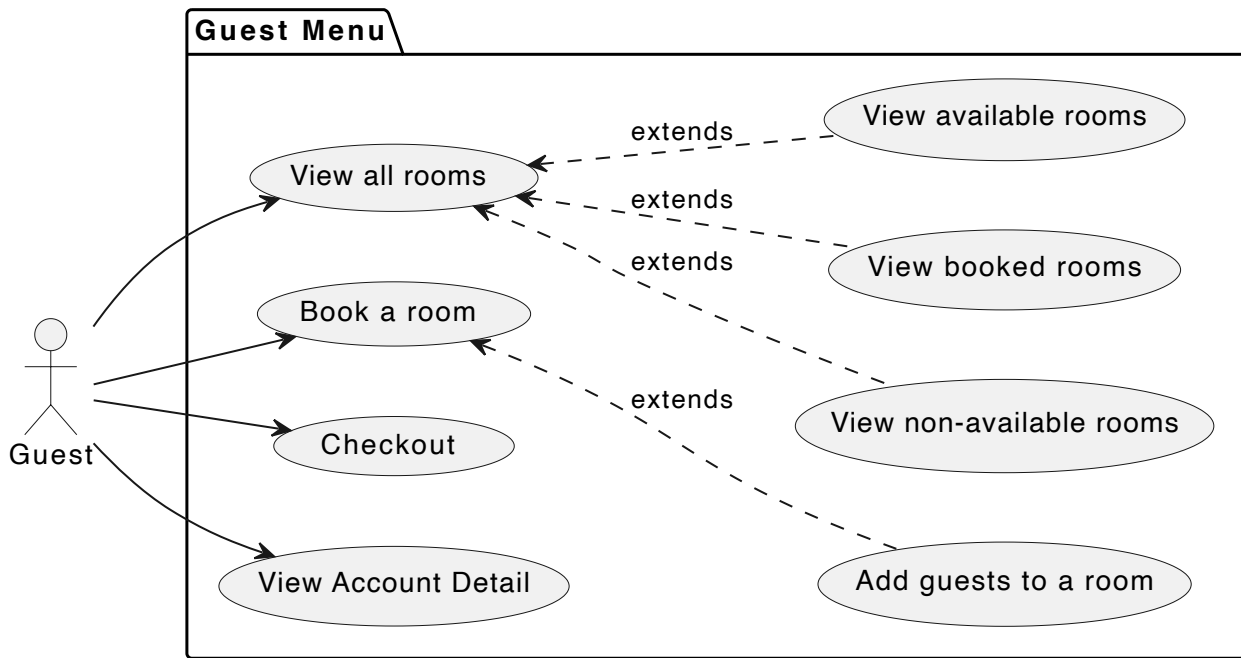 Guest Menu
View available rooms
extends
View all rooms
extends
extends
View booked rooms
Book a room
extends
View non-available rooms
Checkout
Guest
View Account Detail
Add guests to a room